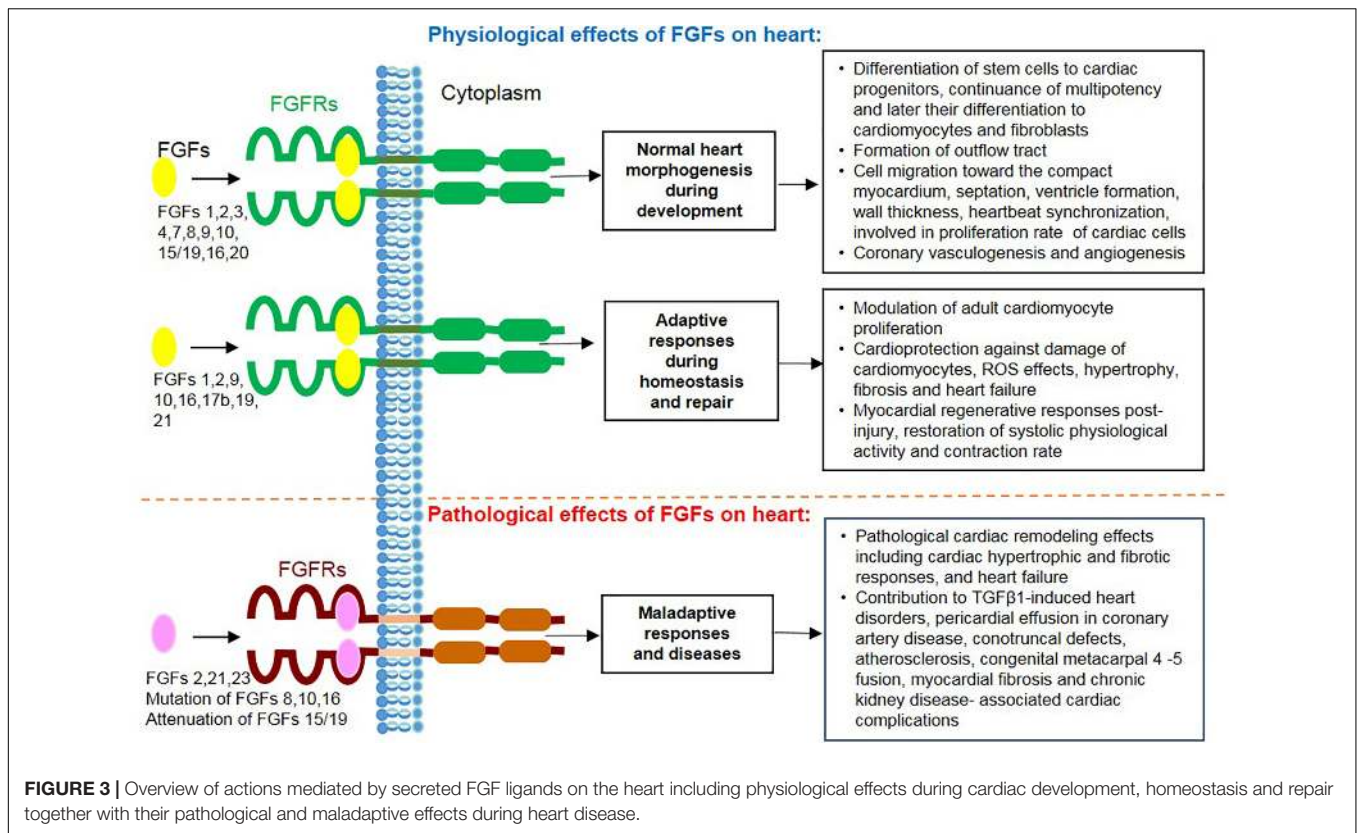 Physiological effects of FGFs on heart:
FGFRs
Cytoplasm
FGFs
FGFs 1,2,3,
4,7,8,9,10,
15/19,16,20
Normal heart
morphogenesis
during
development
• Differentiation of stem cells to cardiac
progenitors, continuance of multipotency
and later their differentiation to
cardiomyocytes and fibroblasts
• Formation of outflow tract
• Cell migration toward the compact
myocardium, septation, ventricle formation,
wall thickness, heartbeat synchronization,
involved in proliferation rate of cardiac cells
• Coronary vasculogenesis and angiogenesis
FGFs 1,2,9,
10,16,17b,19,
21
Adaptive
responses
during
homeostasis
and repair
• Modulation of adult cardiomyocyte
proliferation
• Cardioprotection against damage of
cardiomyocytes, ROS effects, hypertrophy,
fibrosis and heart failure
• Myocardial regenerative responses post-
injury, restoration of systolic physiological
activity and contraction rate
Pathological effects of FGFs on heart:
FGFRs
FGFs 2,21,23
Mutation of FGFs 8,10,16
Attenuation of FGFs 15/19
Maladaptive
responses
and diseases
• Pathological cardiac remodeling effects
including cardiac hypertrophic and fibrotic
responses, and heart failure
• Contribution to TGFβ1-induced heart
disorders, pericardial effusion in coronary
artery disease, conotruncal defects,
atherosclerosis, congenital metacarpal 4 -5
fusion, myocardial fibrosis and chronic
kidney disease- associated cardiac
complications
FIGURE 3 | Overview of actions mediated by secreted FGF ligands on the heart including physiological effects during cardiac development, homeostasis and repair
together with their pathological and maladaptive effects during heart disease.